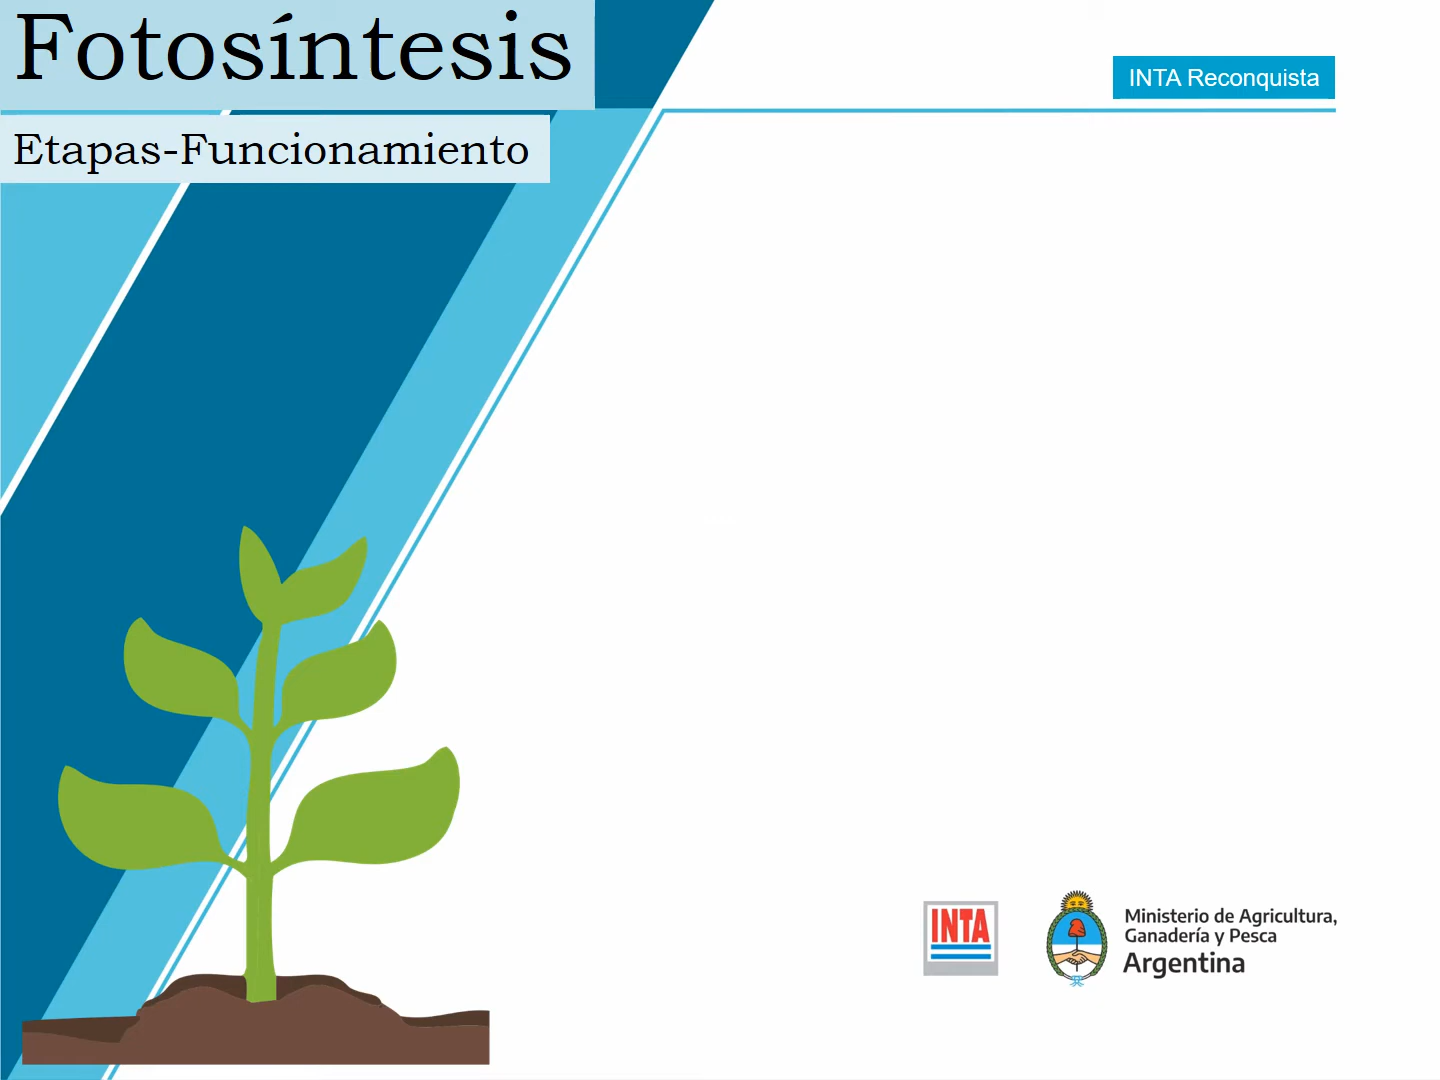 Fotosíntesis
INTA Reconquista
Etapas-Funcionamiento
INTA
Ministerio de Agricultura,
Ganadería y Pesca
Argentina